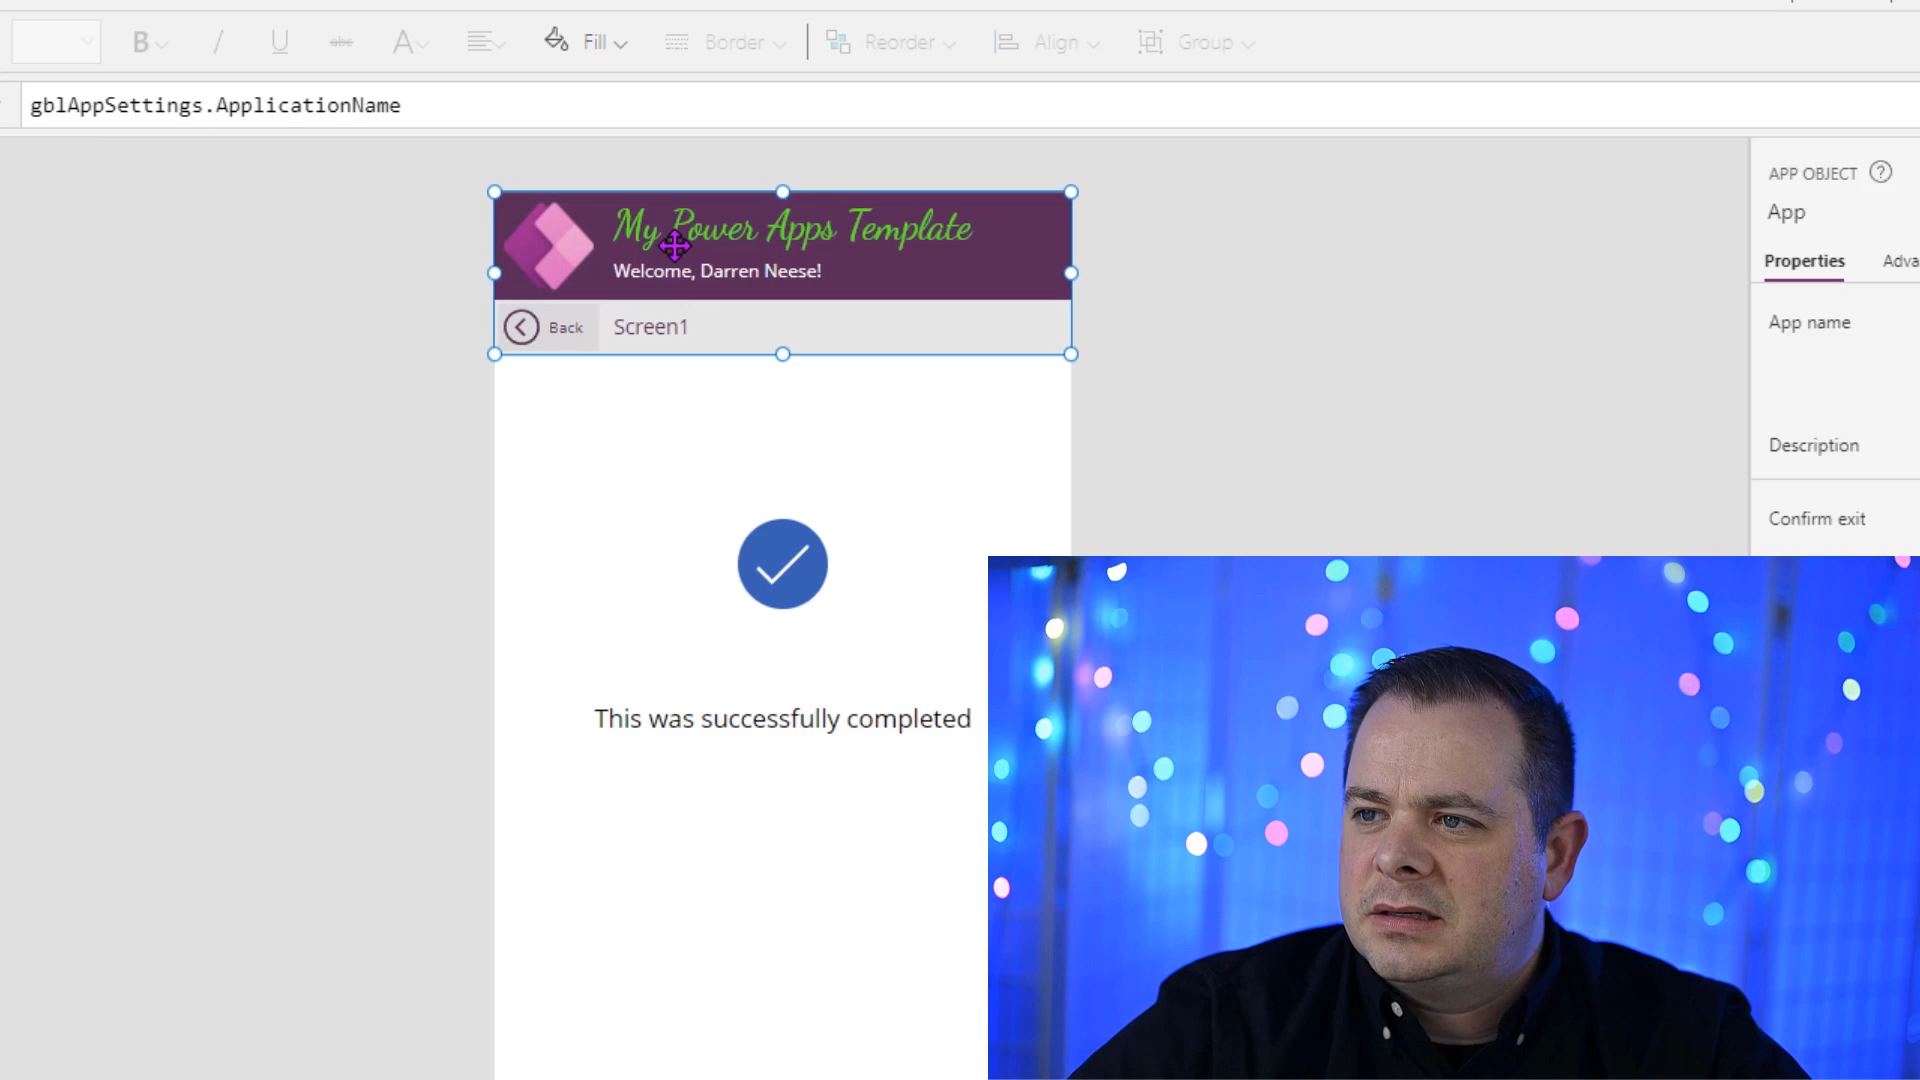 B
/
U
abc
A
Fill
Border
Reorder
Align
Group
gblAppSettings.ApplicationName
My Power Apps Template
Welcome, Darren Neese!
Back
Screen1
This was successfully completed
APP OBJECT ?
App
Properties
Adva
App name
Description
Confirm exit